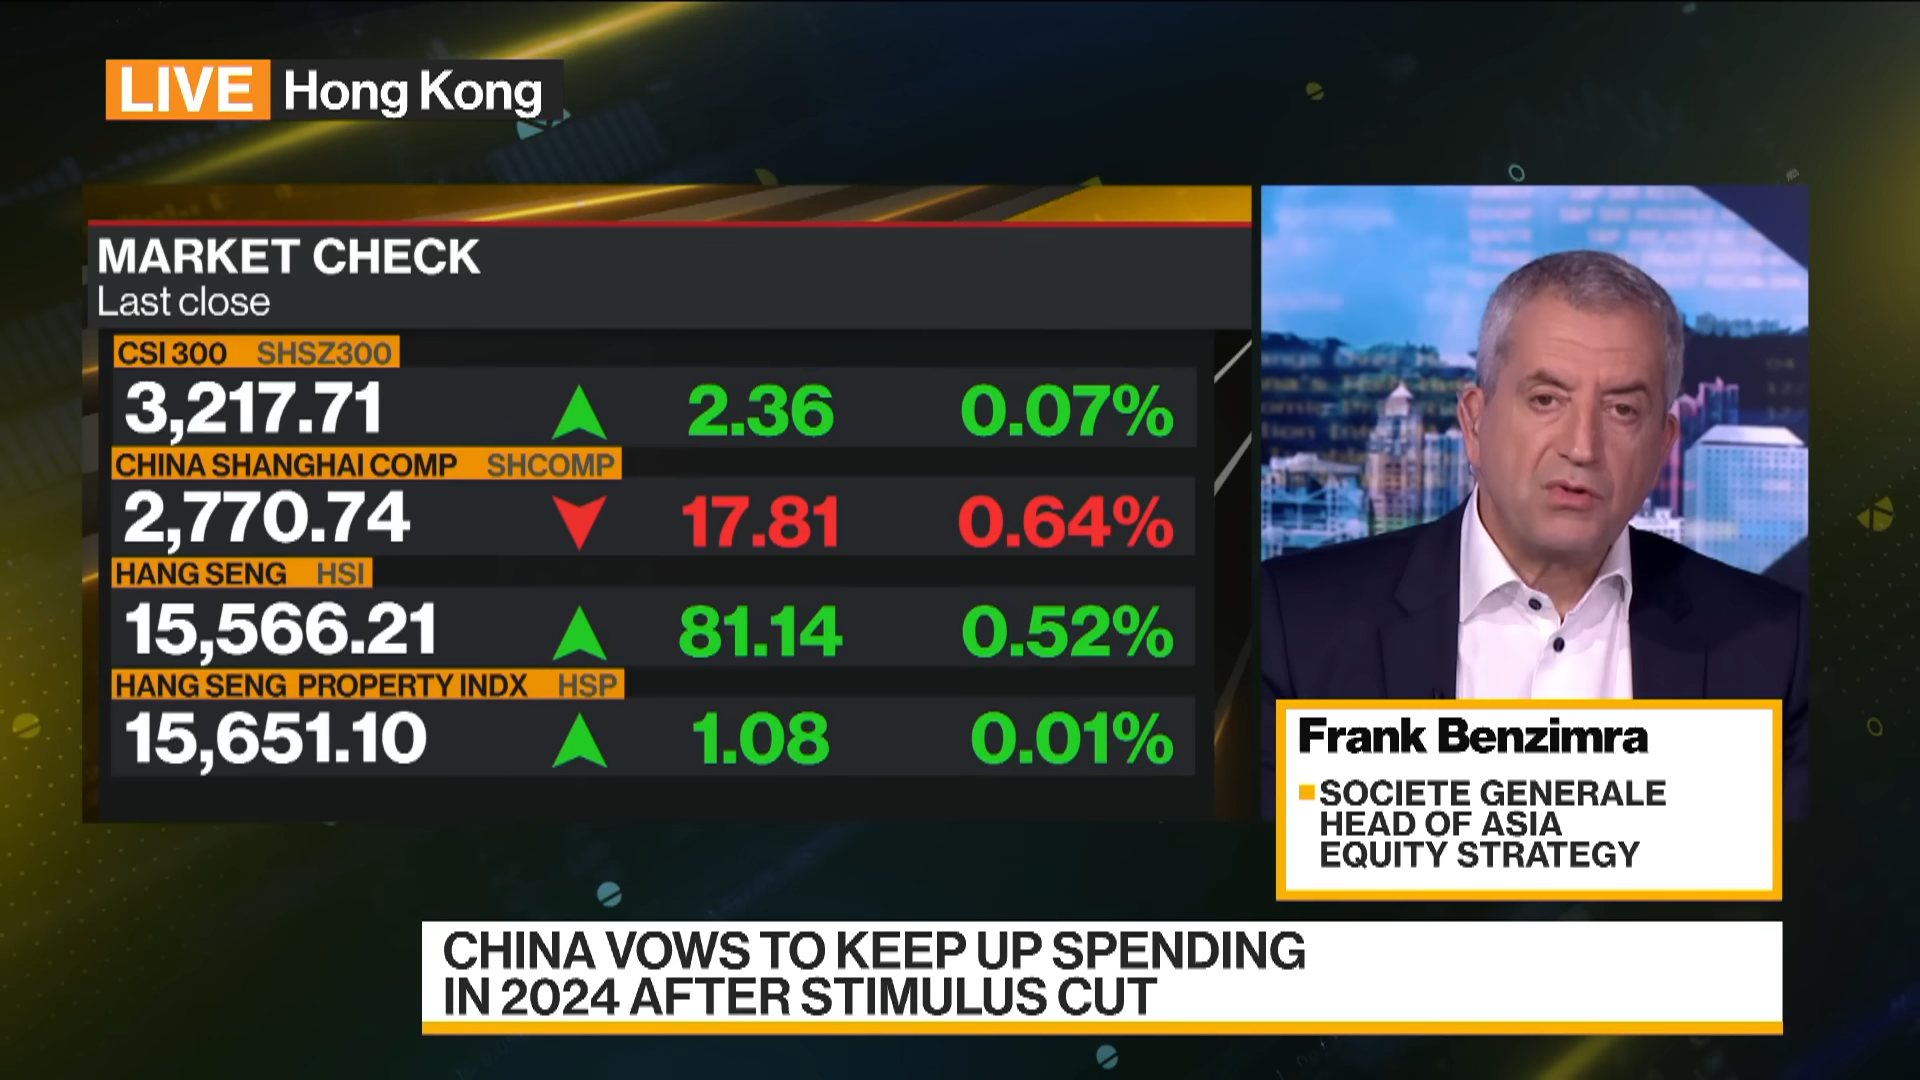 LIVE Hong Kong
MARKET CHECK
Last close
CSI 300 SHSZ300
3,217.71 2.36 0.07%
CHINA SHANGHAI COMP SHCOMP
2,770.74 17.81 0.64%
HANG SENG HSI
15,566.21 81.14 0.52%
HANG SENG PROPERTY INDX HSP
15,651.10 1.08 0.01%
Frank Benzimra
SOCIETE GENERALE
HEAD OF ASIA
EQUITY STRATEGY
CHINA VOWS TO KEEP UP SPENDING
IN 2024 AFTER STIMULUS CUT